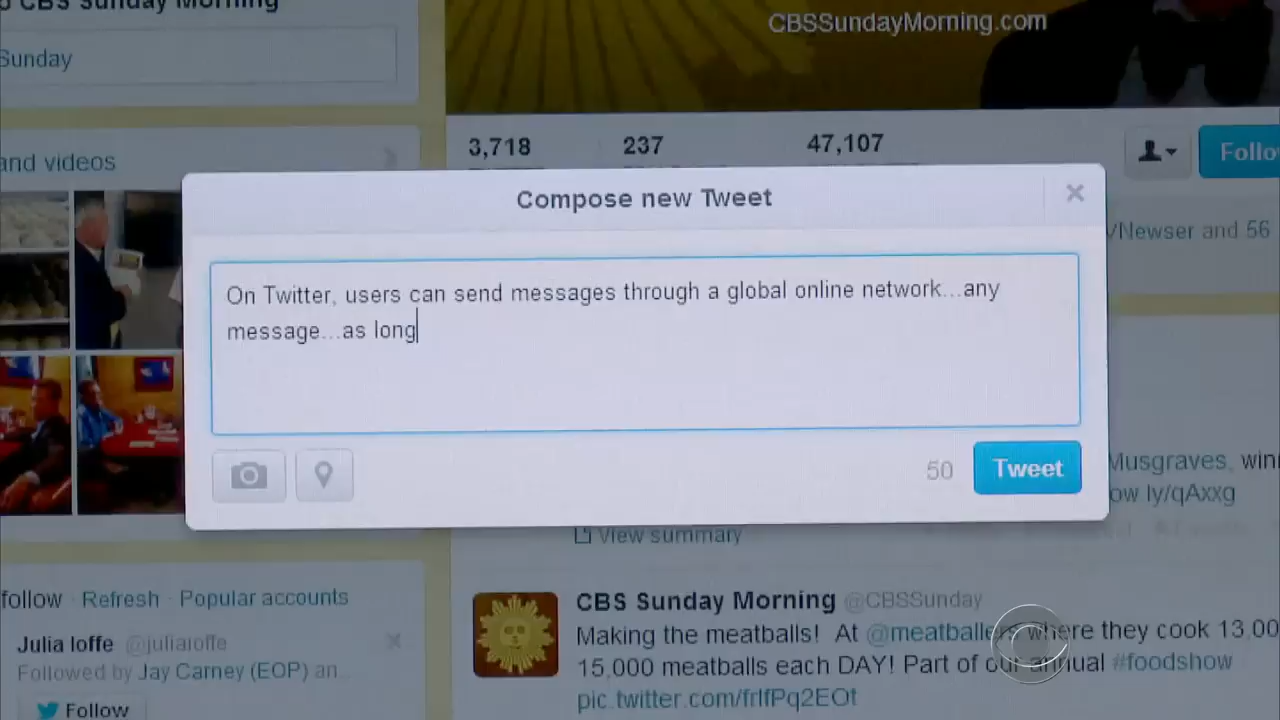 CBS Sunday Morning
CBSSundayMorning.com
Sunday
3,718
237
47,107
and videos
Compose new Tweet
×
/Newser and 56
On Twitter, users can send messages through a global online network...any
message...as long
50
Tweet
Musgraves,
ow.ly/qAxxg
View summary
follow · Refresh · Popular accounts
CBS Sunday Morning @CBSSunday
Julia Ioffe @juliaioffe
Making the meatballs! At @meatballers where they cook 13,00
Followed by Jay Carney (EOP) an...
15,000 meatballs each DAY! Part of our annual #foodshow
Follow
pic.twitter.com/frIfPq2EOt